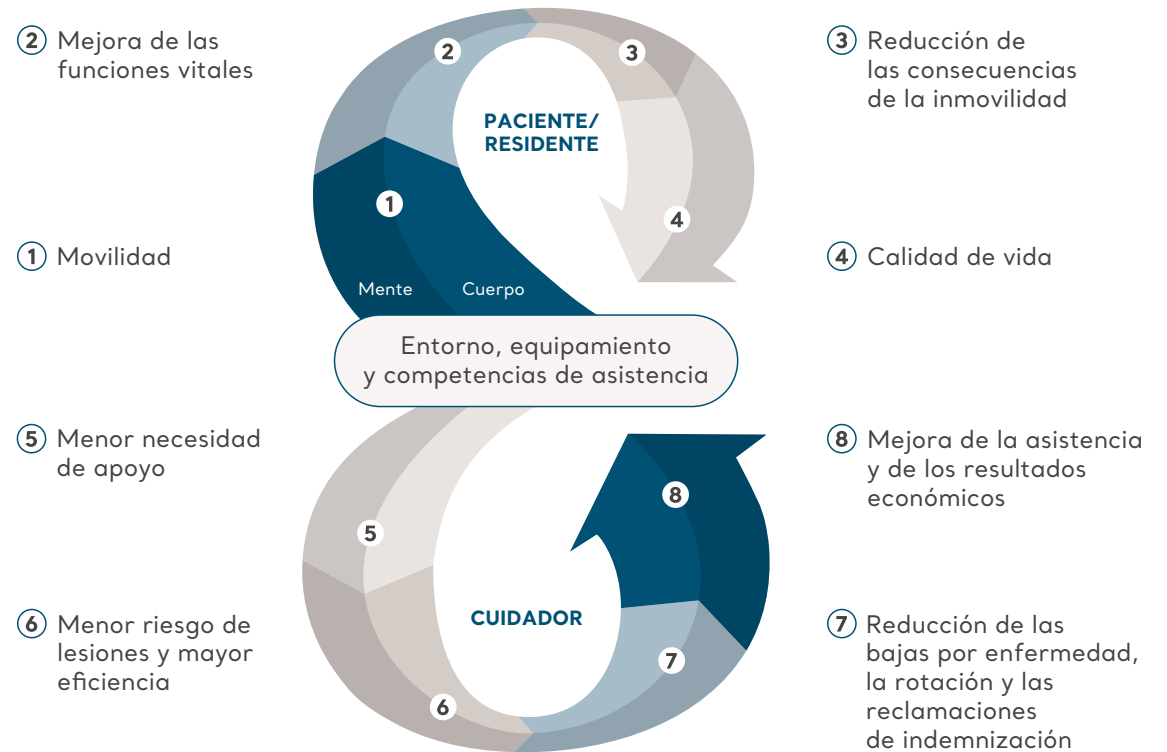 2 Mejora de las
funciones vitales
1 Movilidad
2
3
PACIENTE/
RESIDENTE
1
4
Mente
Cuerpo
3 Reducción de
las consecuencias
de la inmovilidad
4 Calidad de vida
Entorno, equipamiento
y competencias de asistencia
5 Menor necesidad
de apoyo
6 Menor riesgo de
lesiones y mayor
eficiencia
8
5
CUIDADOR
7
6
8 Mejora de la asistencia
y de los resultados
económicos
7 Reducción de las
bajas por enfermedad,
la rotación y las
reclamaciones
de indemnización